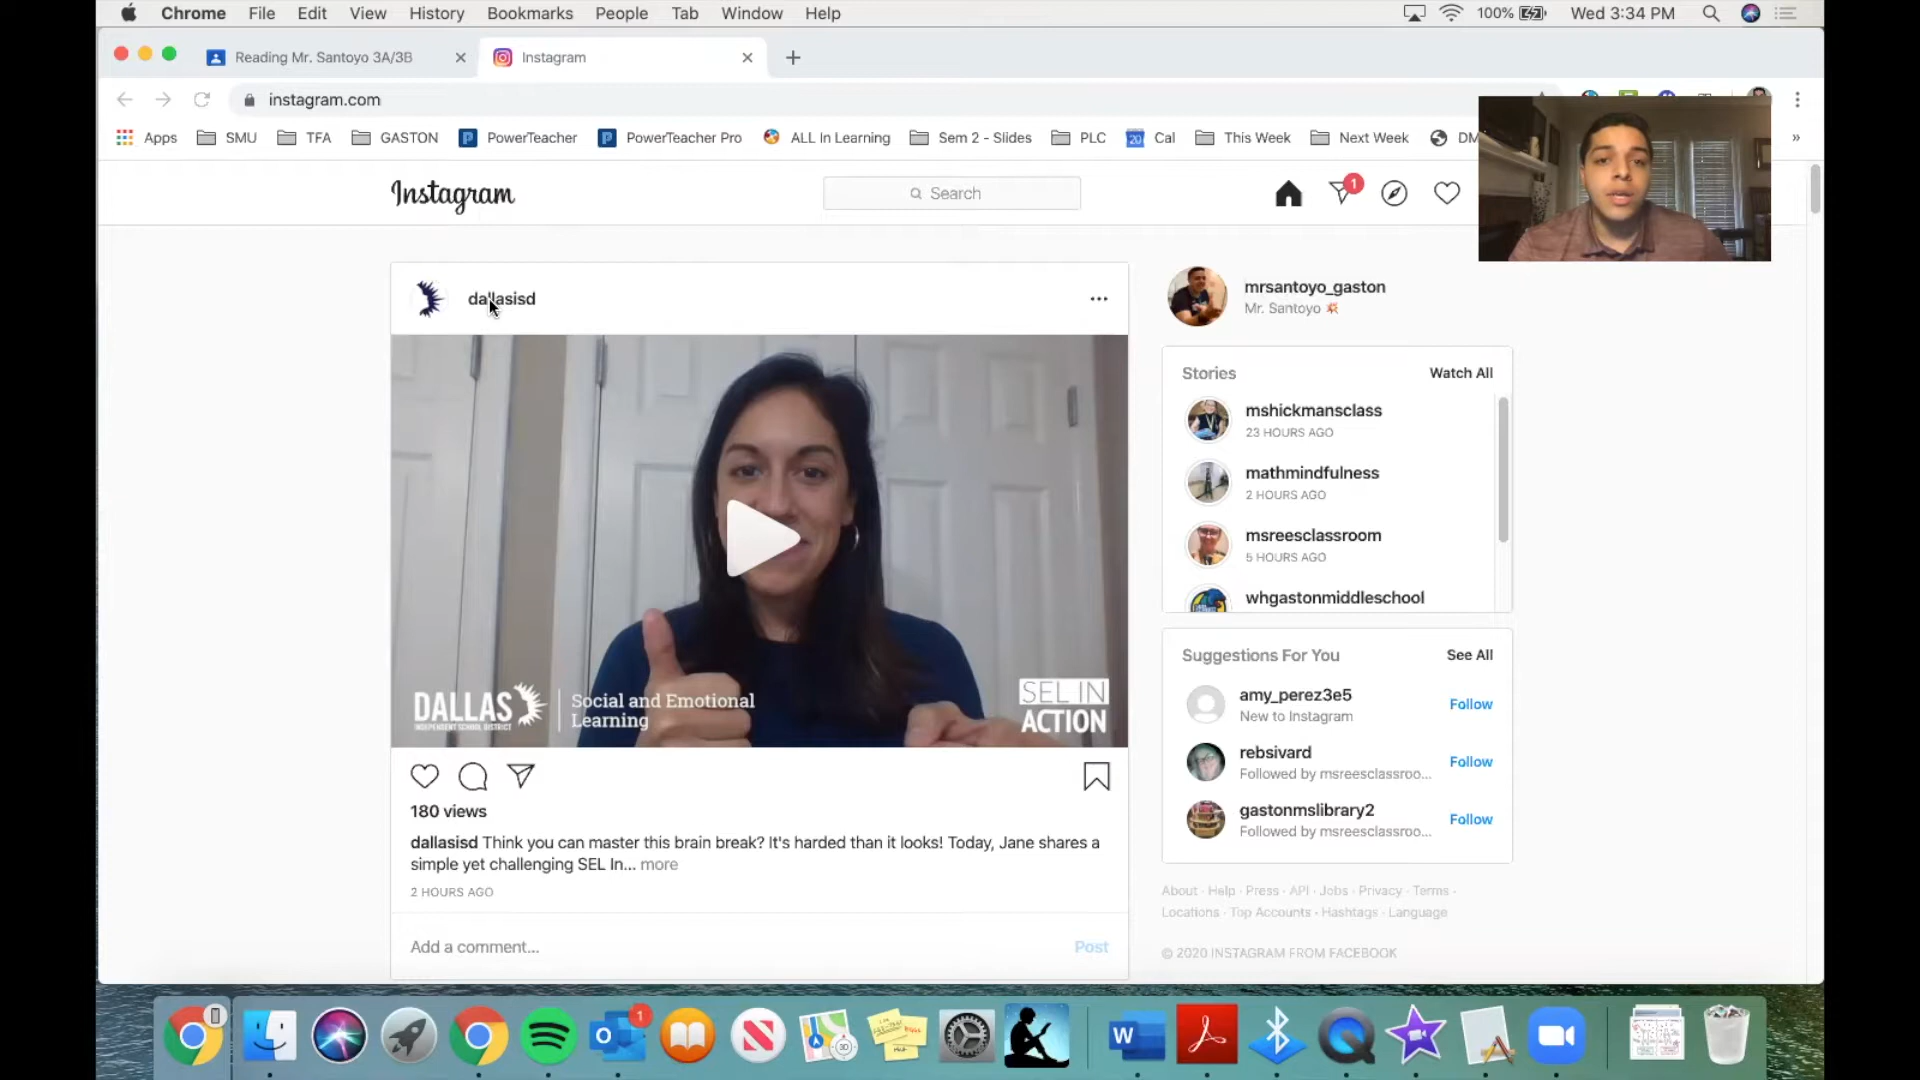 Chrome File Edit View History Bookmarks People Tab Window Help 100% Wed 3:34 PM
Reading Mr. Santoyo 3A/3B Instagram
instagram.com
Apps SMU TFA GASTON PowerTeacher PowerTeacher Pro ALL In Learning Sem 2 - Slides PLC 20 Cal This Week Next Week »
Instagram Search 1
dallasisd
mrsantoyo_gaston
Mr. Santoyo
Stories Watch All
mshickmansclass
23 HOURS AGO
mathmindfulness
2 HOURS AGO
msreesclassroom
5 HOURS AGO
whgastonmiddleschool
DALLAS
INDEPENDENT SCHOOL DISTRICT
Social and Emotional
Learning
SEL IN
ACTION
Suggestions For You See All
amy_perez3e5
New to Instagram
Follow
rebsivard
Followed by msreesclassroo...
Follow
gastonmslibrary2
Followed by msreesclassroo...
Follow
180 views
dallasisd Think you can master this brain break? It's harded than it looks! Today, Jane shares a
simple yet challenging SEL In... more
2 HOURS AGO
Add a comment... Post
About · Help · Press · API · Jobs · Privacy · Terms ·
Locations · Top Accounts · Hashtags · Language
© 2020 INSTAGRAM FROM FACEBOOK
1
3D
W